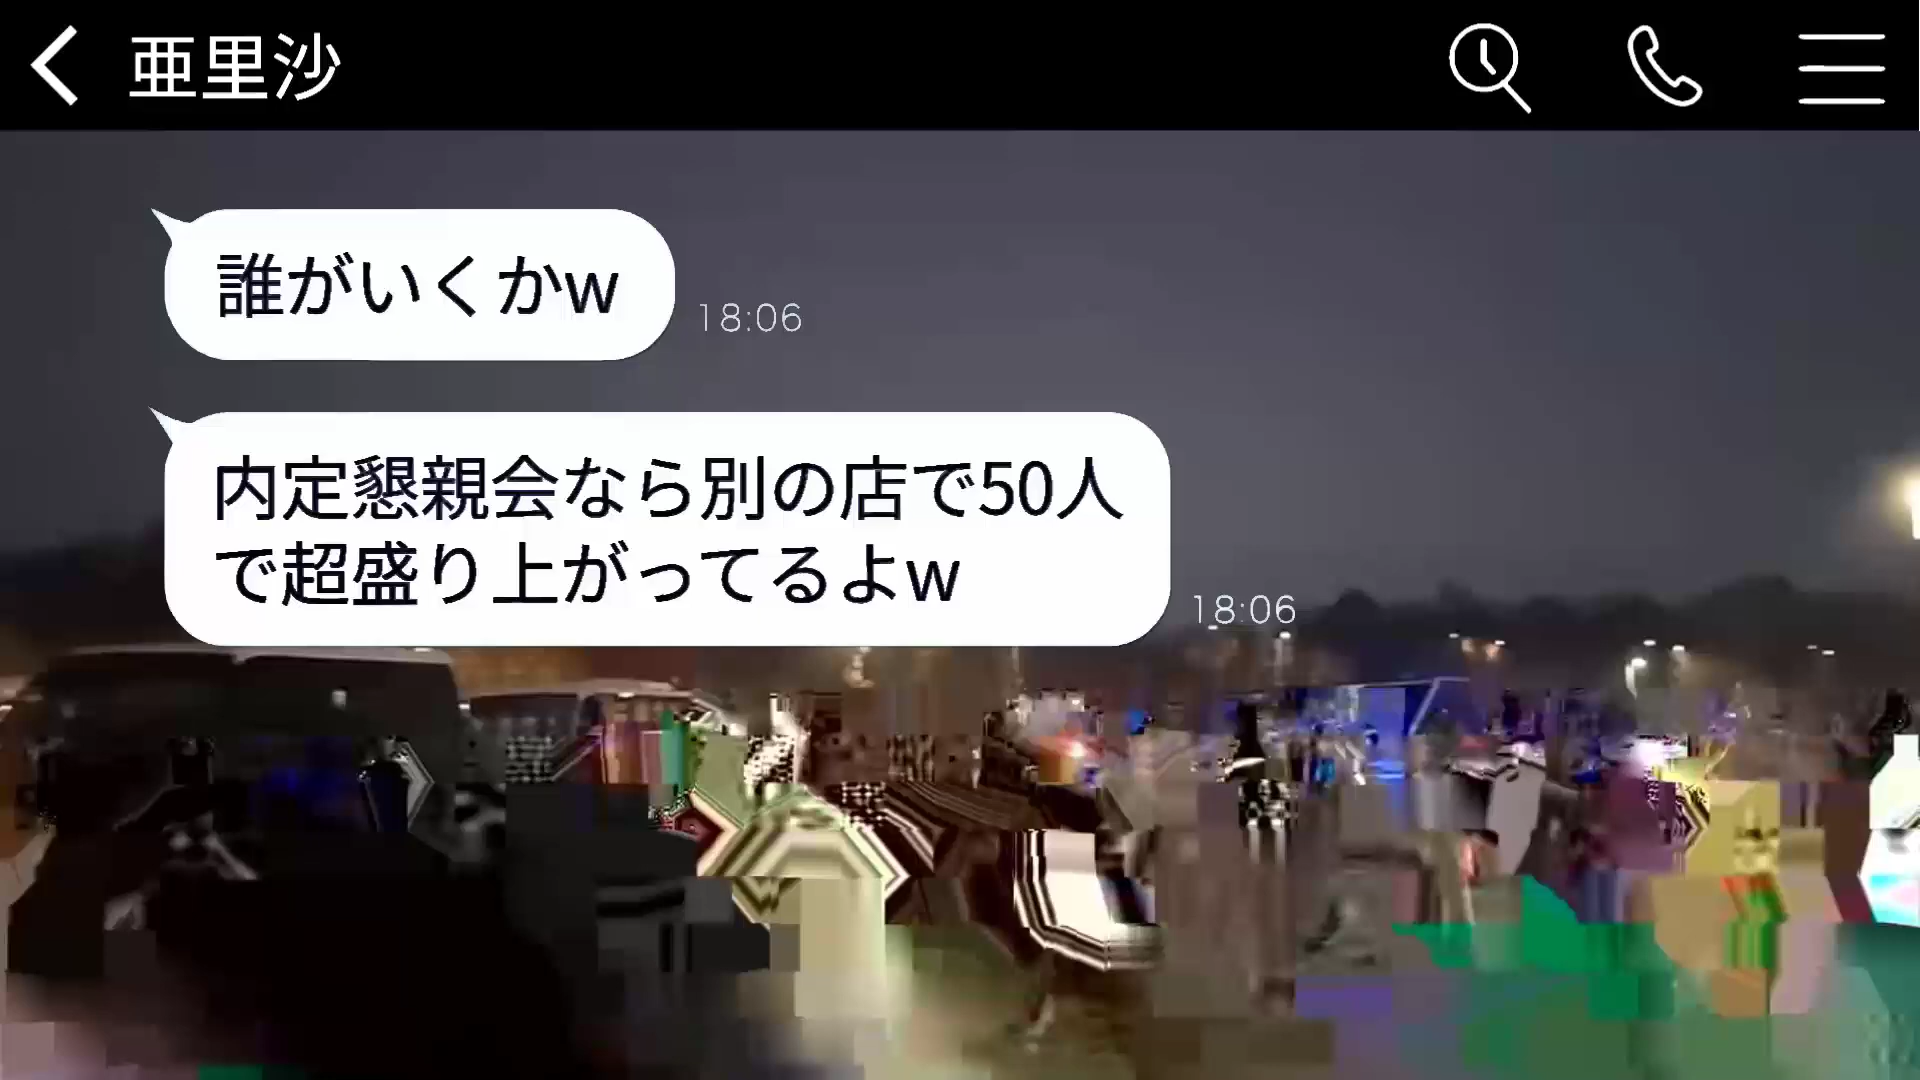 亜里沙
誰がいくかw
18:06
内定懇親会なら別の店で50人
で超盛り上がってるよw
18:06